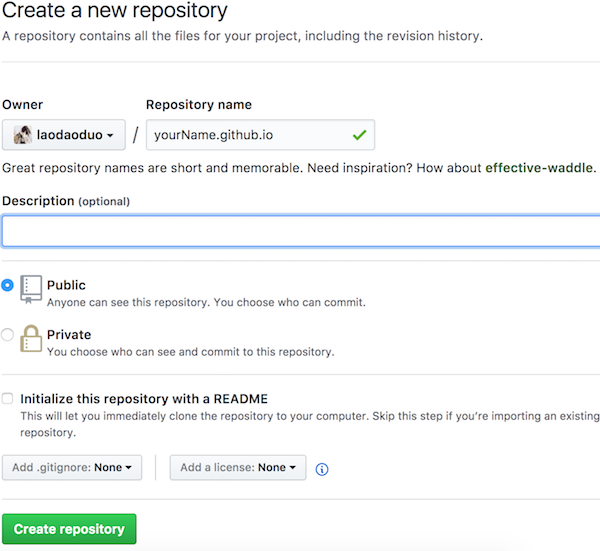 Create a new repository
A repository contains all the files for your project, including the revision history.
Owner
Repository name
laodaoduo
/
yourName.github.io
Great repository names are short and memorable. Need inspiration? How about effective-waddle.
Description (optional)
Public
Anyone can see this repository. You choose who can commit.
Private
You choose who can see and commit to this repository.
Initialize this repository with a README
This will let you immediately clone the repository to your computer. Skip this step if you're importing an existing
repository.
Add .gitignore: None
Add a license: None
Create repository